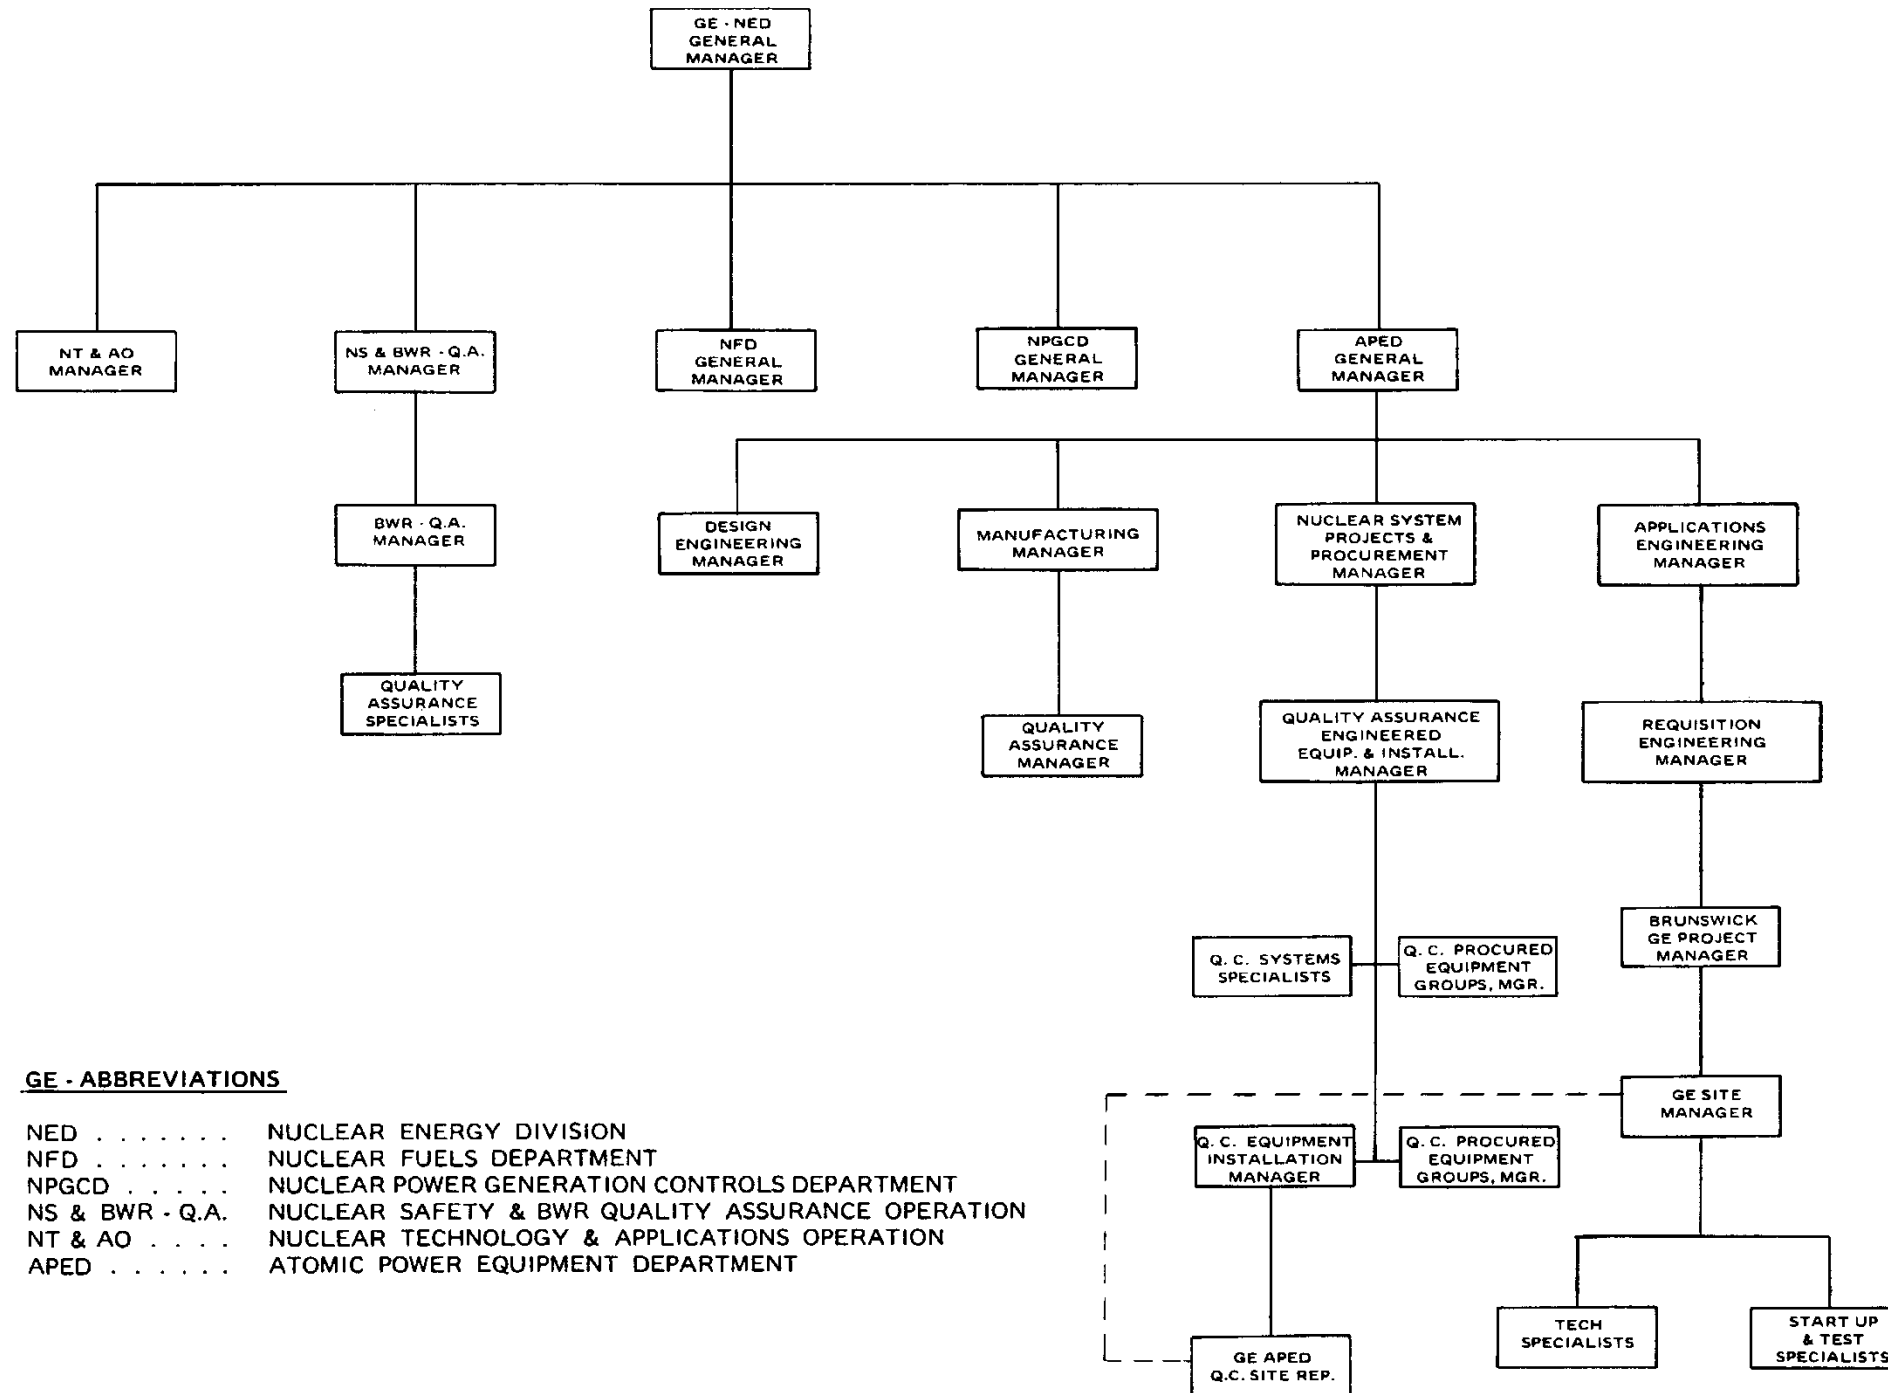 GE - NED
GENERAL
MANAGER
NT & AO
MANAGER
NS & BWR - Q.A.
MANAGER
NFD
GENERAL
MANAGER
NPGCD
GENERAL
MANAGER
APED
GENERAL
MANAGER
BWR - Q.A.
MANAGER
DESIGN
ENGINEERING
MANAGER
MANUFACTURING
MANAGER
NUCLEAR SYSTEM
PROJECTS &
PROCUREMENT
MANAGER
APPLICATIONS
ENGINEERING
MANAGER
QUALITY
ASSURANCE
SPECIALISTS
QUALITY
ASSURANCE
MANAGER
QUALITY ASSURANCE
ENGINEERED
EQUIP. & INSTALL.
MANAGER
REQUISITION
ENGINEERING
MANAGER
BRUNSWICK
GE PROJECT
MANAGER
Q. C. SYSTEMS
SPECIALISTS
Q. C. PROCURED
EQUIPMENT
GROUPS, MGR.
GE SITE
MANAGER
Q. C. EQUIPMENT
INSTALLATION
MANAGER
Q. C. PROCURED
EQUIPMENT
GROUPS, MGR.
TECH
SPECIALISTS
START UP
& TEST
SPECIALISTS
GE APED
Q.C. SITE REP.
GE - ABBREVIATIONS
NED . . . . . . . NUCLEAR ENERGY DIVISION
NFD . . . . . . . NUCLEAR FUELS DEPARTMENT
NPGCD . . . . . NUCLEAR POWER GENERATION CONTROLS DEPARTMENT
NS & BWR - Q.A. NUCLEAR SAFETY & BWR QUALITY ASSURANCE OPERATION
NT & AO . . . . NUCLEAR TECHNOLOGY & APPLICATIONS OPERATION
APED . . . . . . ATOMIC POWER EQUIPMENT DEPARTMENT